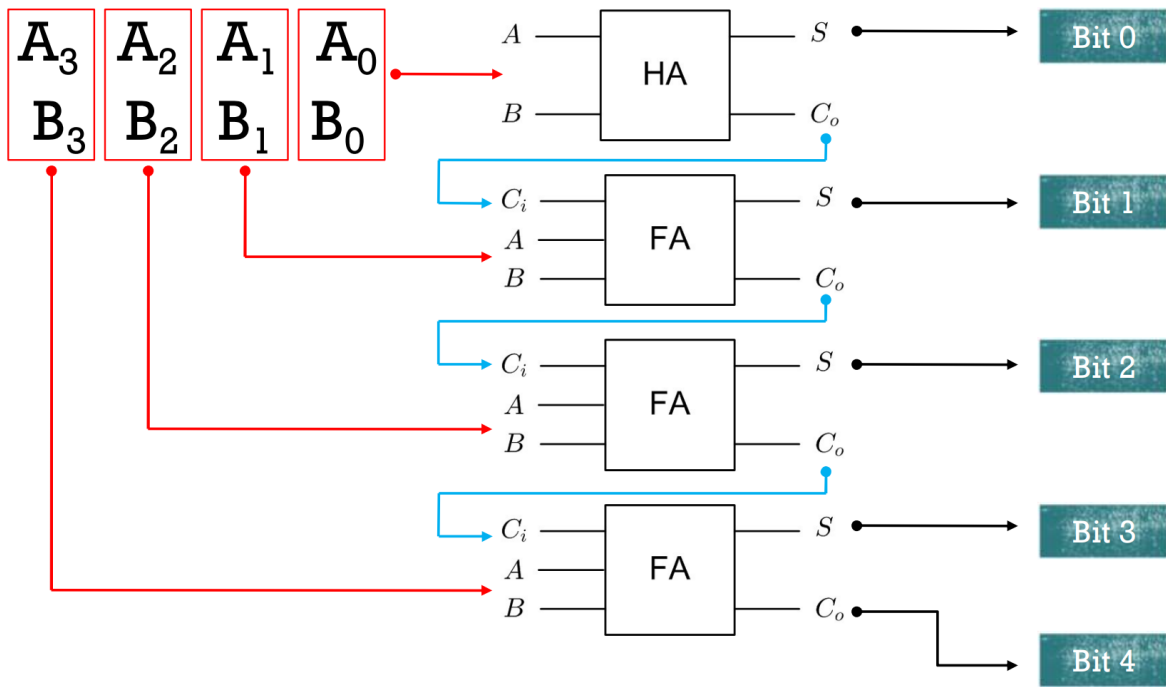 A₃ A₂ A₁ A₀
B₃ B₂ B₁ B₀
A HA S Bit 0
B Cₒ
Cᵢ FA S Bit 1
A
B Cₒ
Cᵢ FA S Bit 2
A
B Cₒ
Cᵢ FA S Bit 3
A
B Cₒ
Bit 4